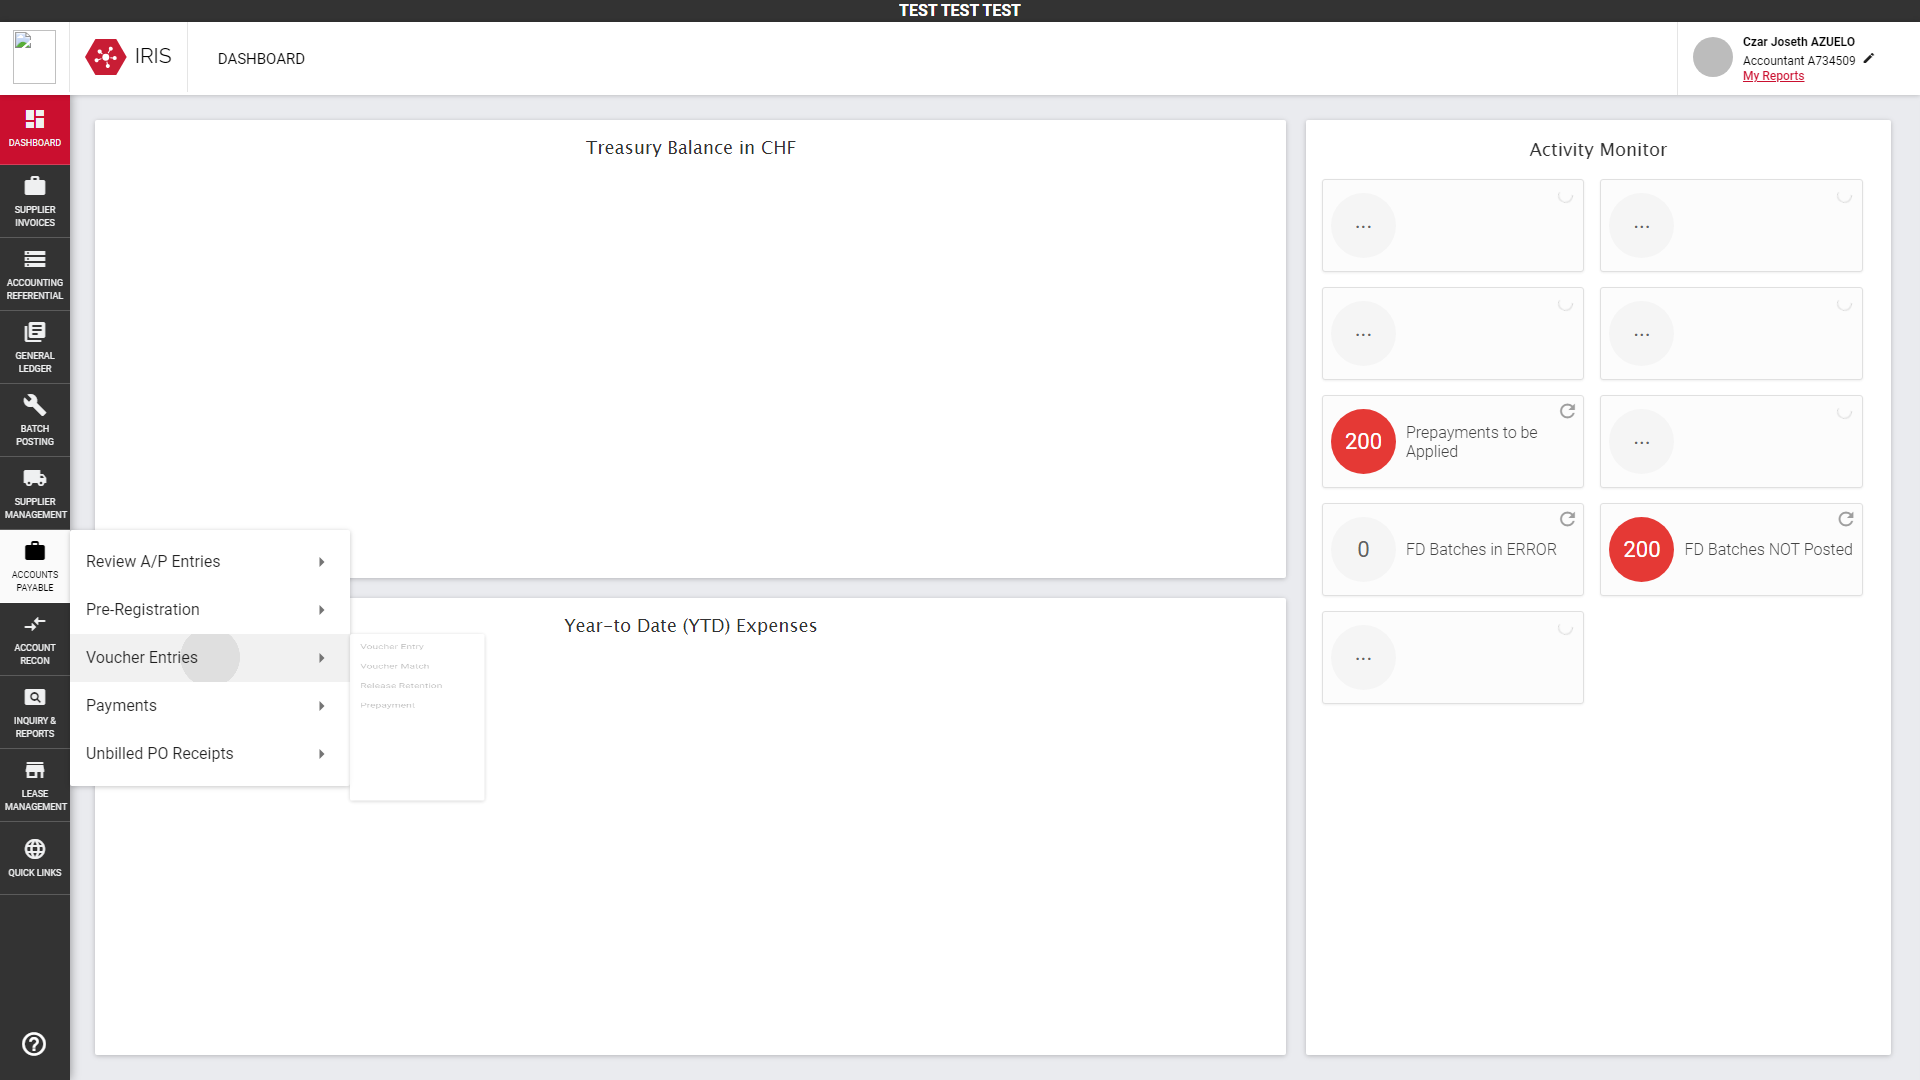 TEST TEST TEST
IRIS
DASHBOARD
Czar Joseth AZUELO
Accountant A734509
My Reports
DASHBOARD
SUPPLIER
INVOICES
ACCOUNTING
REFERENTIAL
GENERAL
LEDGER
BATCH
POSTING
SUPPLIER
MANAGEMENT
ACCOUNTS
PAYABLE
ACCOUNT
RECON
INQUIRY &
REPORTS
LEASE
MANAGEMENT
QUICK LINKS
Review A/P Entries
Pre-Registration
Voucher Entries
Payments
Unbilled PO Receipts
Voucher Entry
Voucher Match
Release Retention
Prepayment
Treasury Balance in CHF
Year-to Date (YTD) Expenses
Activity Monitor
...
...
...
...
200
Prepayments to be
Applied
...
0
FD Batches in ERROR
200
FD Batches NOT Posted
...